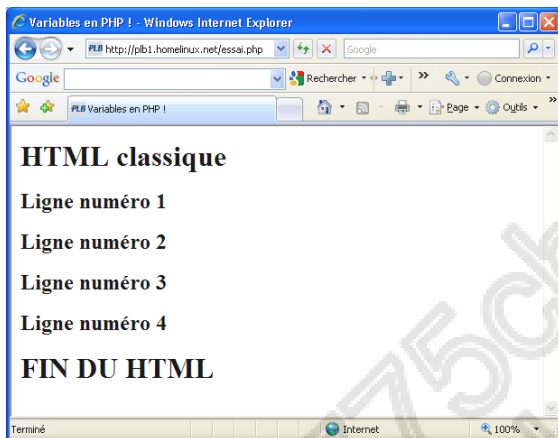 Variables en PHP ! - Windows Internet Explorer
PLB http://plb1.homelinux.net/essai.php Google
Google Rechercher » Connexion
PLB Variables en PHP ! Page Outils »
HTML classique
Ligne numéro 1
Ligne numéro 2
Ligne numéro 3
Ligne numéro 4
FIN DU HTML
Terminé Internet 100%